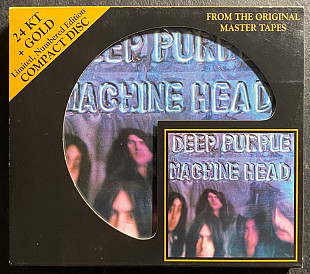 24 KT
+ GOLD
Limited, Numbered Edition
COMPACT DISC
FROM THE ORIGINAL
MASTER TAPES
DEEP PURPLE
MACHINE HEAD
DEEP PURPLE
MACHINE HEAD